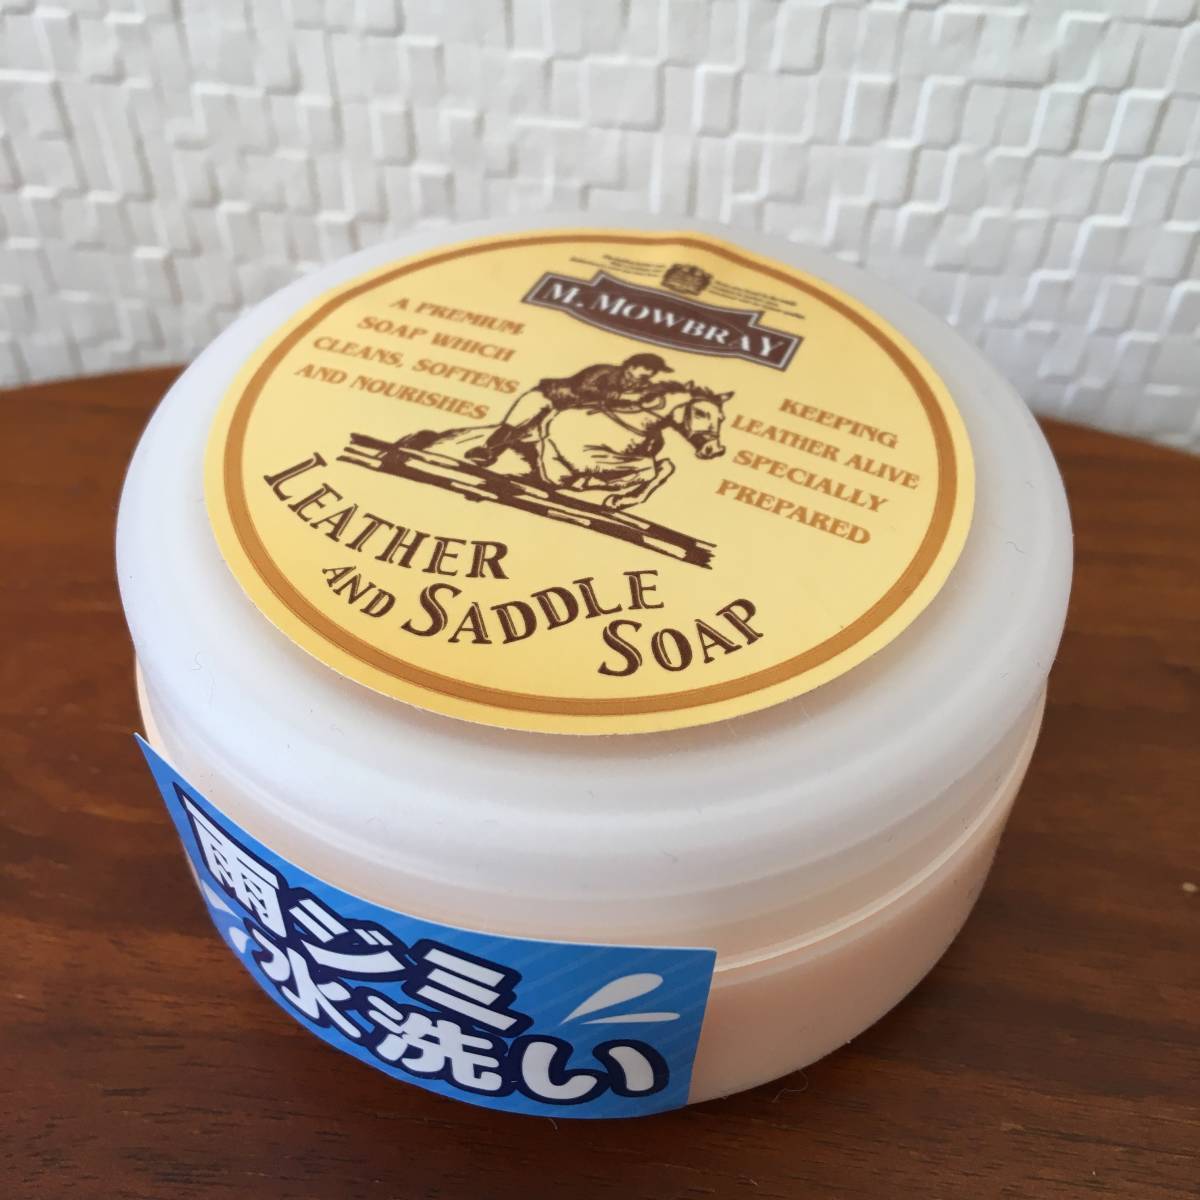 M. MOWBRAY
A PREMIUM
SOAP WHICH
CLEANS, SOFTENS
AND NOURISHES
KEEPING
LEATHER ALIVE
SPECIALLY
PREPARED
LEATHER
AND SADDLE
SOAP
雨ジミ
水洗い